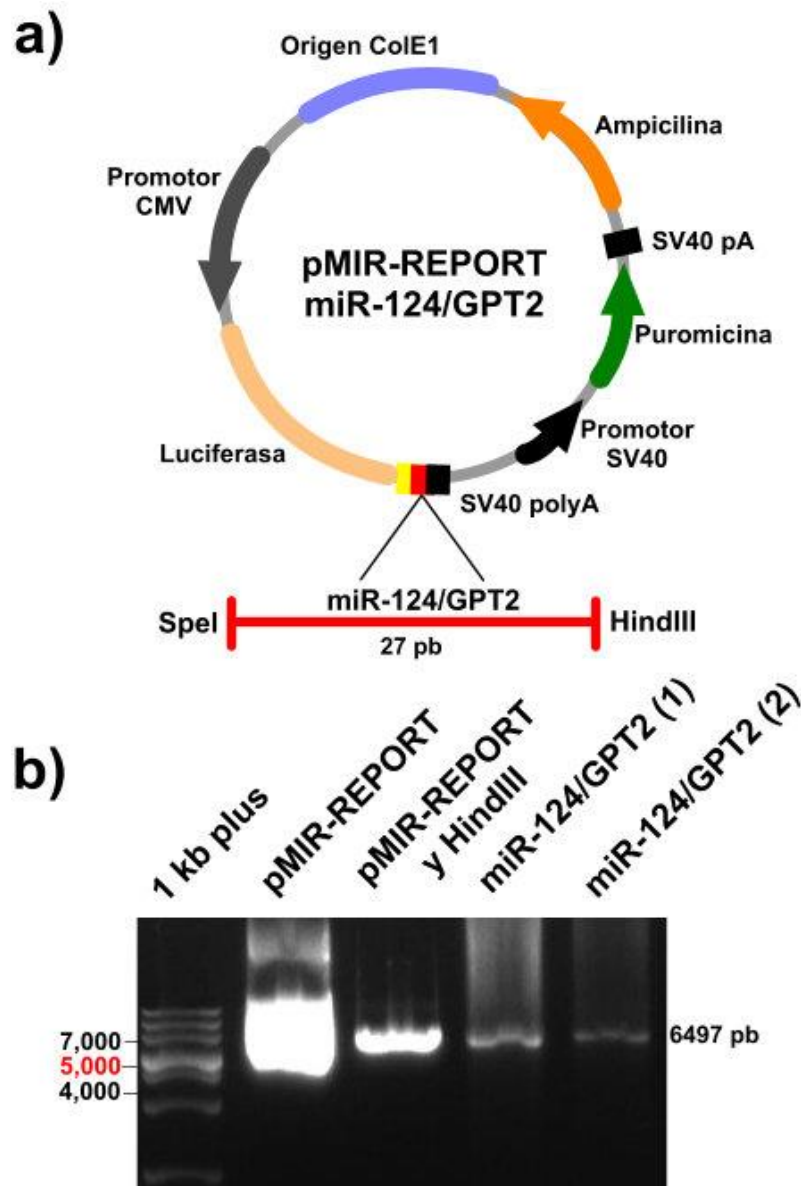 a)
Origen ColE1
Ampicilina
Promotor
CMV
SV40 pA
pMIR-REPORT
miR-124/GPT2
Puromicina
Promotor
SV40
Luciferasa
SV40 polyA
miR-124/GPT2
SpeI
HindIII
27 pb
b)
1 kb plus
pMIR-REPORT
pMIR-REPORT
y HindIII
miR-124/GPT2 (1)
miR-124/GPT2 (2)
7,000
5,000
4,000
6497 pb